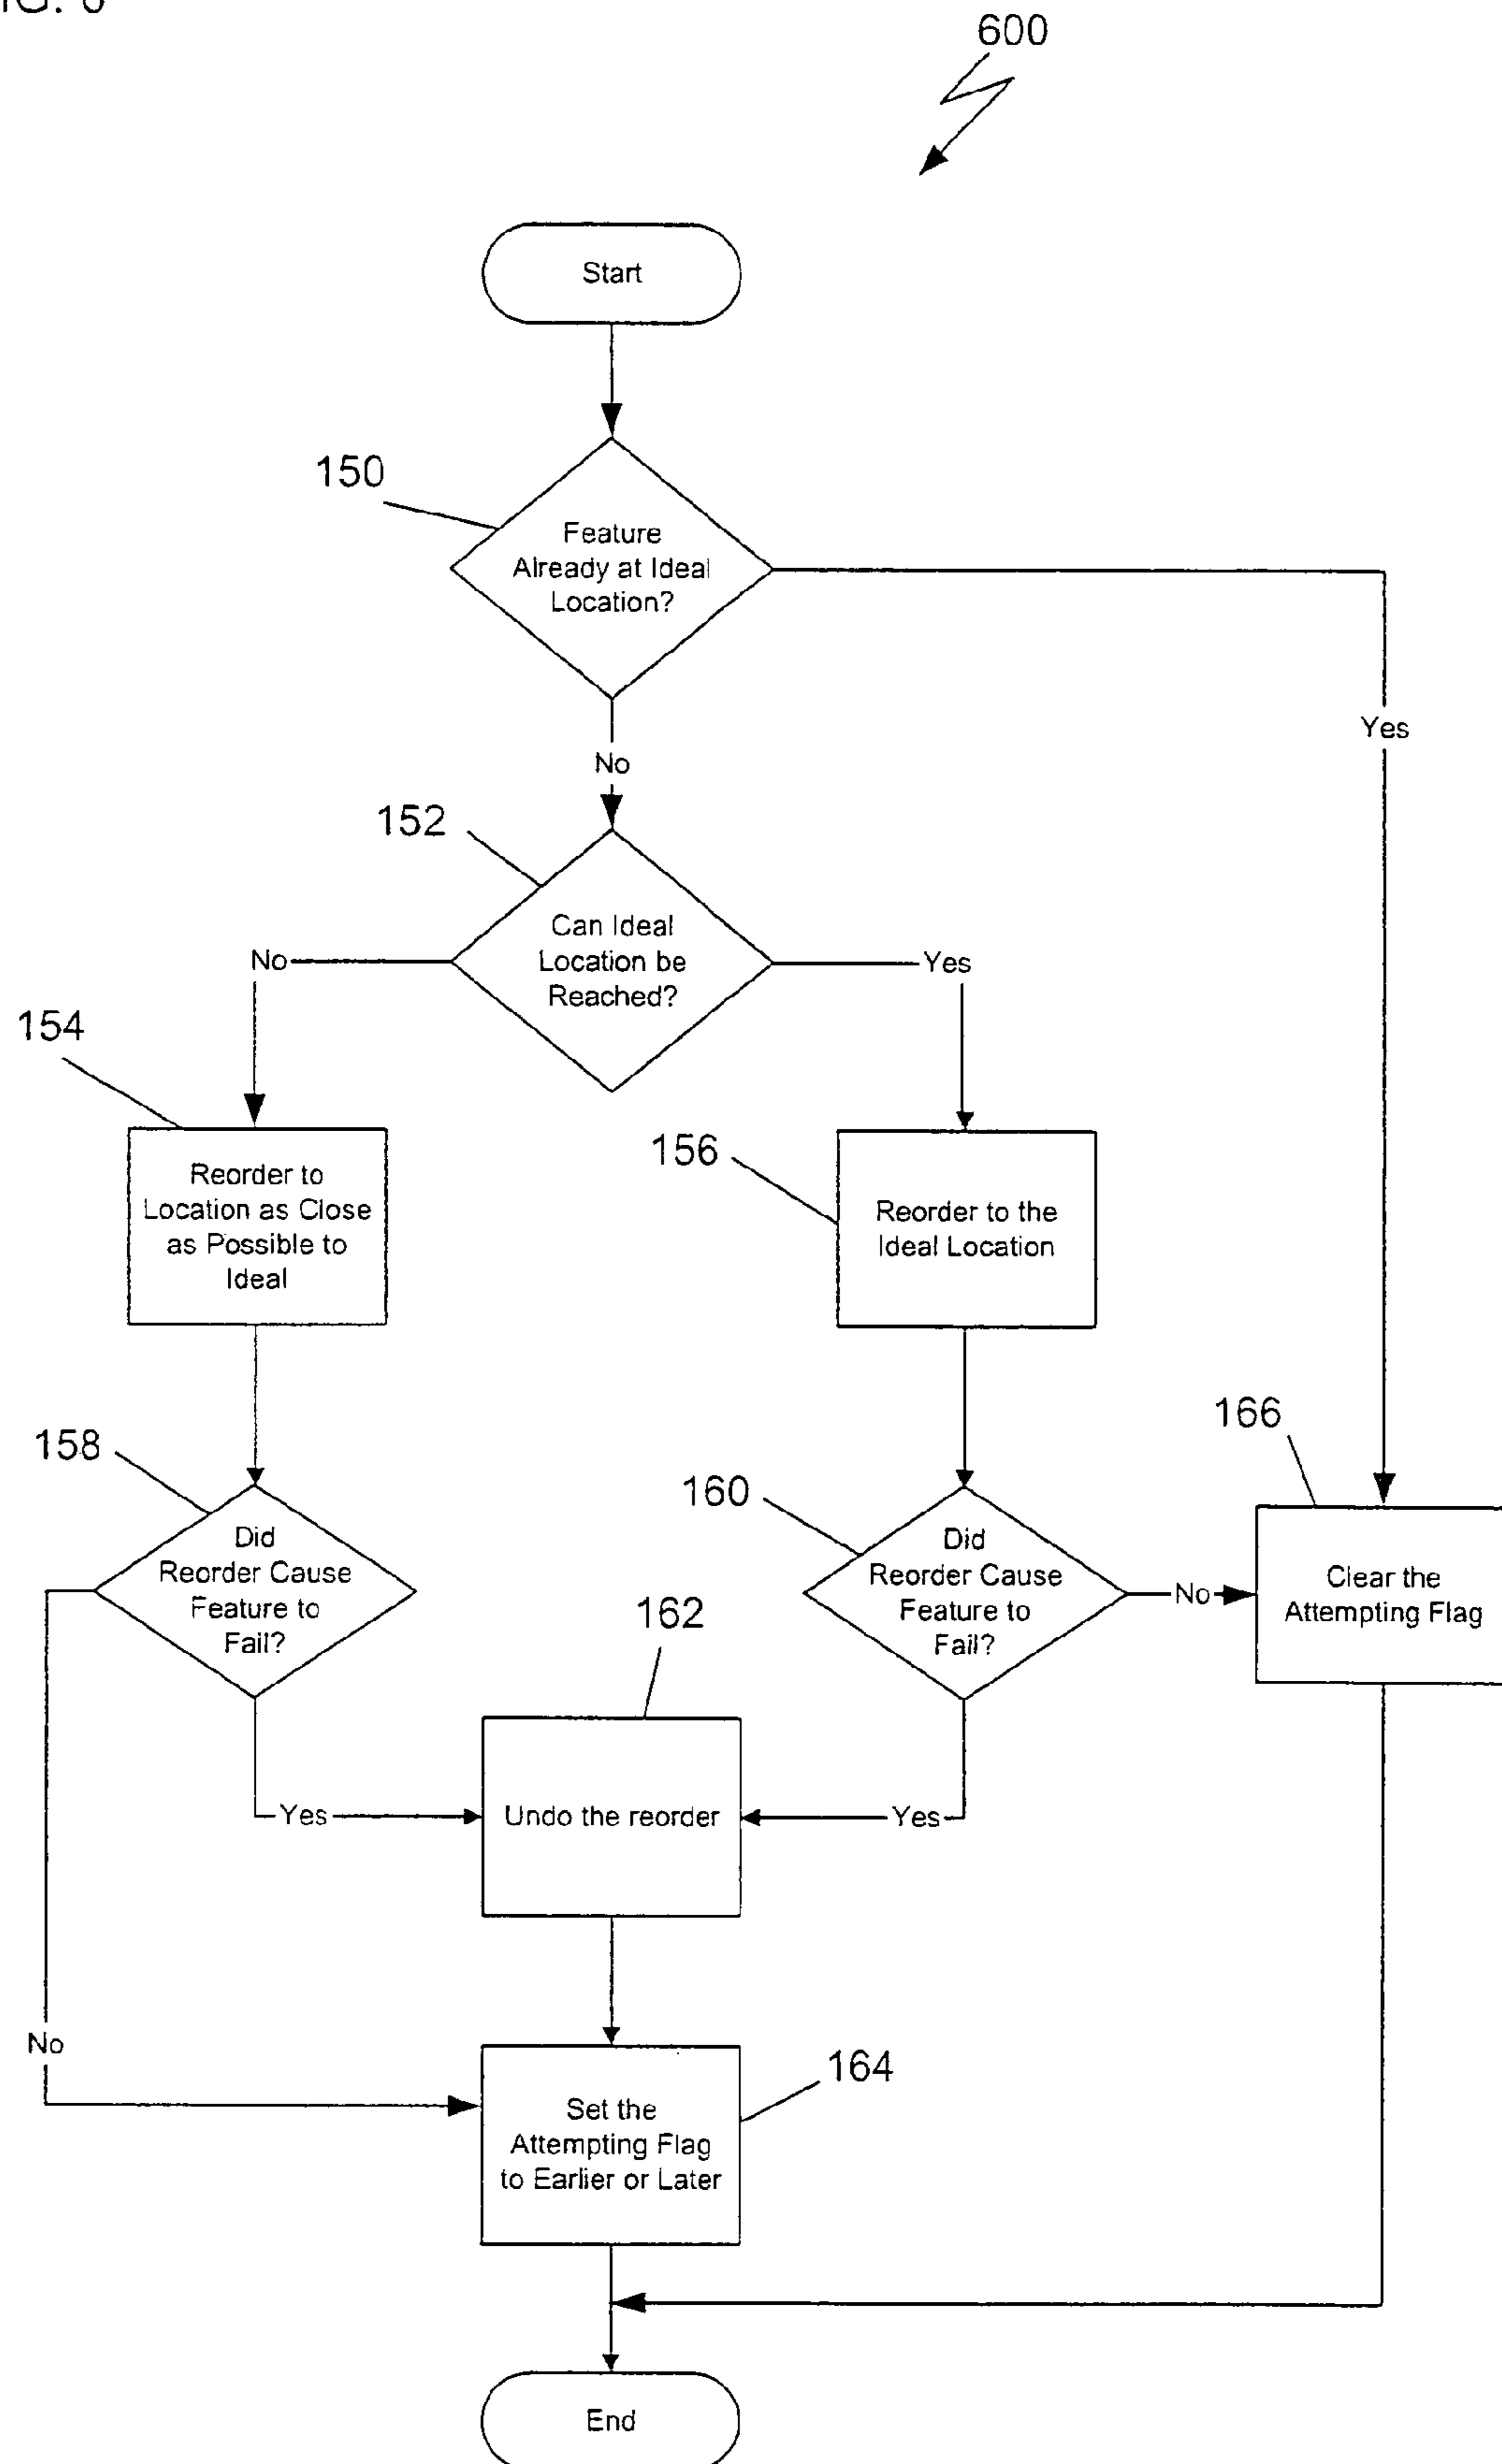 600
Start
150
Feature
Already at Ideal
Location?
Yes
No
152
Can Ideal
Location be
Reached?
No
Yes
154
156
Reorder to
Location as Close
as Possible to
Ideal
Reorder to the
Ideal Location
166
158
160
Did
Reorder Cause
Feature to
Fail?
Did
Reorder Cause
Feature to
Fail?
No
Clear the
Attempting Flag
162
Yes
Undo the reorder
Yes
No
164
Set the
Attempting Flag
to Earlier or Later
End